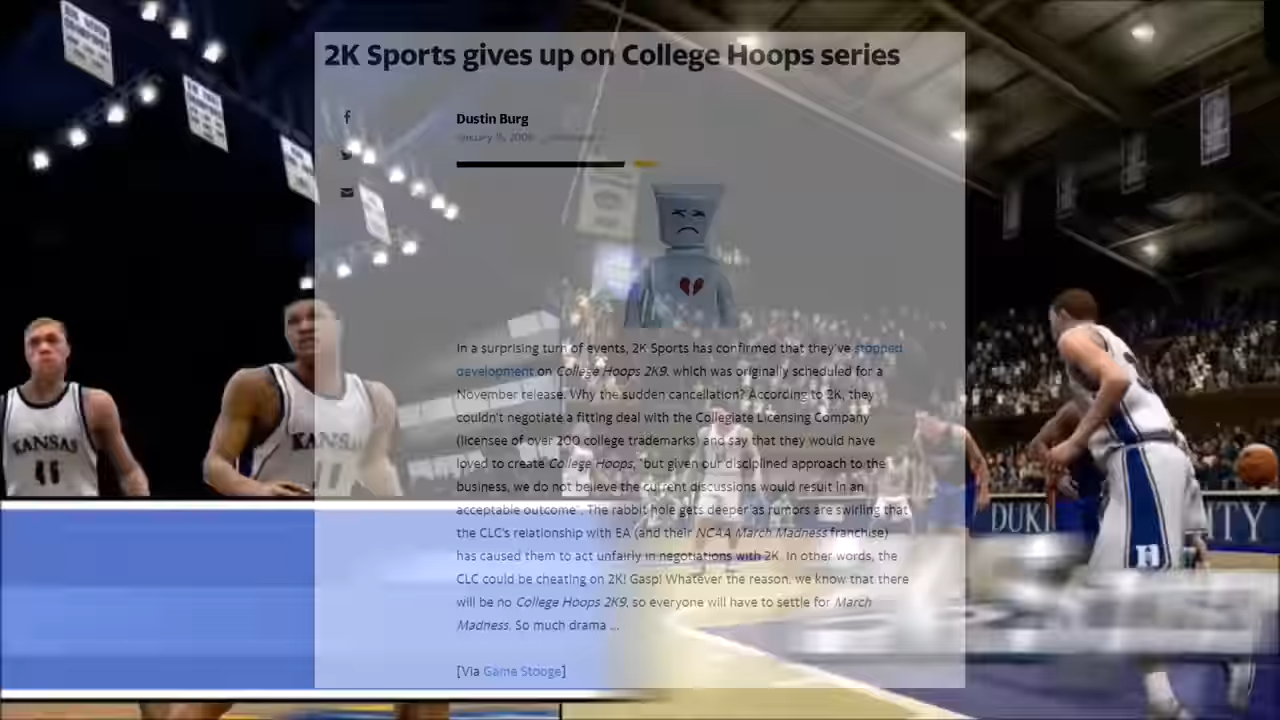 2K Sports gives up on College Hoops series
Dustin Burg
January 15, 2008
In a surprising turn of events, 2K Sports has confirmed that they've stopped
development on College Hoops 2K9, which was originally scheduled for a
November release. Why the sudden cancellation? According to 2K, they
couldn't negotiate a fitting deal with the Collegiate Licensing Company
(licensee of over 200 college trademarks) and say that they would have
loved to create College Hoops, "but given our disciplined approach to the
business, we do not believe the current discussions would result in an
acceptable outcome". The rabbit hole gets deeper as rumors are swirling that
the CLC's relationship with EA (and their NCAA March Madness franchise)
has caused them to act unfairly in negotiations with 2K. In other words, the
CLC could be cheating on 2K! Gasp! Whatever the reason, we know that there
will be no College Hoops 2K9, so everyone will have to settle for March
Madness. So much drama ...
[Via Game Stooge]
KANSAS
KANSAS
DUK
ITY